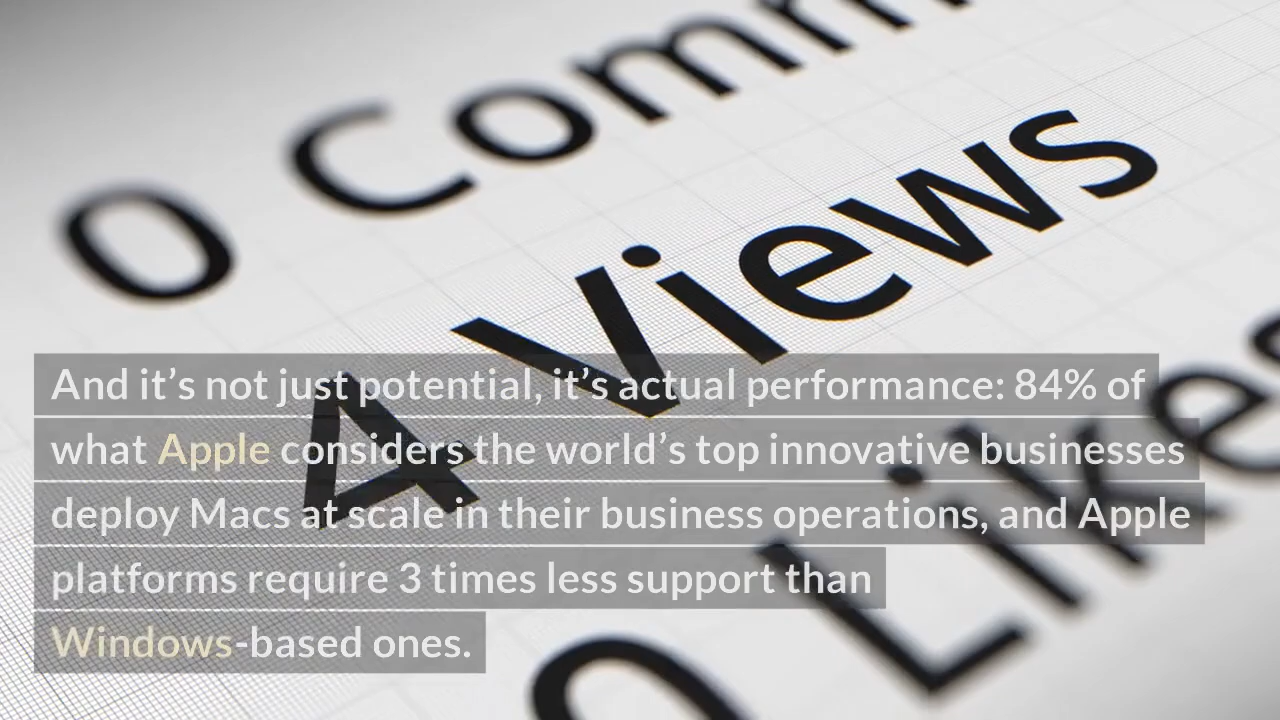 0 Comm
4 Views
0 Likes
And it’s not just potential, it’s actual performance: 84% of
what Apple considers the world’s top innovative businesses
deploy Macs at scale in their business operations, and Apple
platforms require 3 times less support than
Windows-based ones.